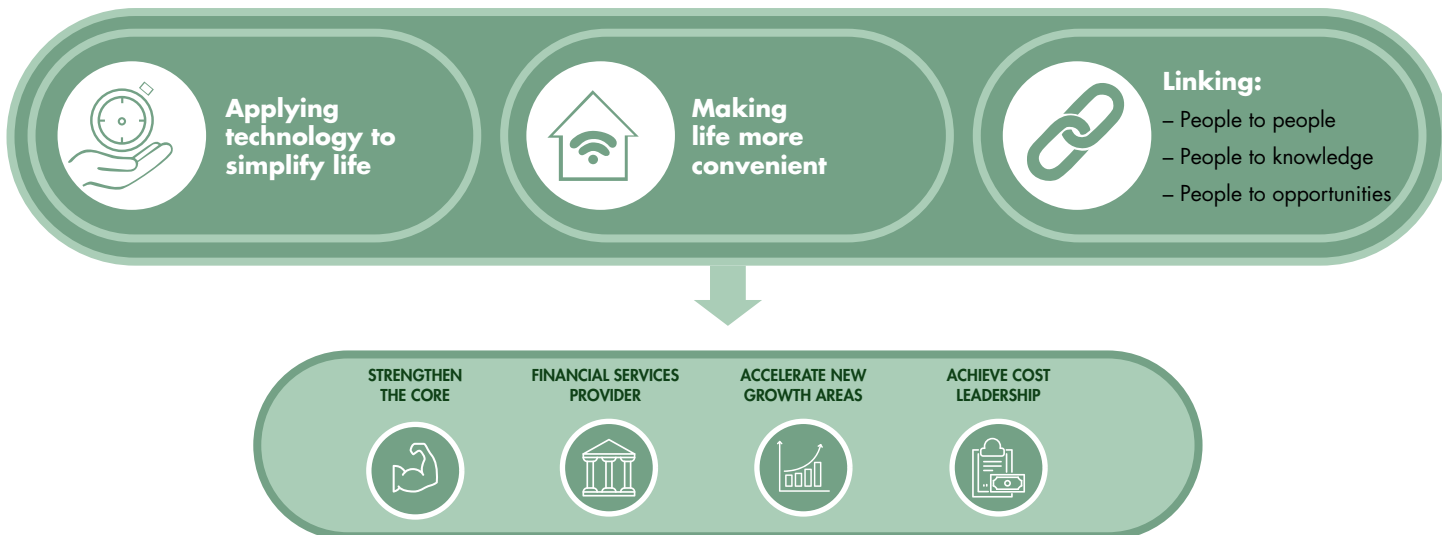 Applying
technology to
simplify life
Making
life more
convenient
Linking:
– People to people
– People to knowledge
– People to opportunities
STRENGTHEN
THE CORE
FINANCIAL SERVICES
PROVIDER
ACCELERATE NEW
GROWTH AREAS
ACHIEVE COST
LEADERSHIP